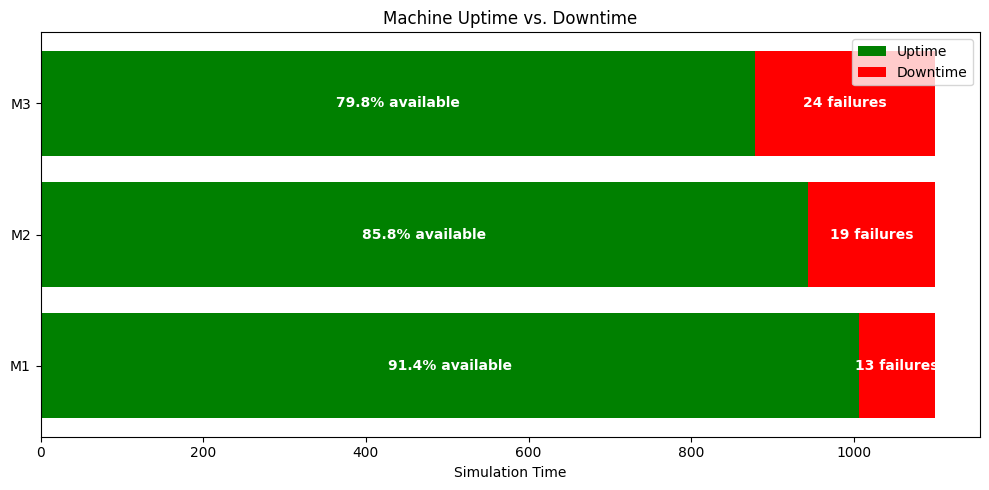 Machine Uptime vs. Downtime
Uptime
Downtime
M3
79.8% available
24 failures
M2
85.8% available
19 failures
M1
91.4% available
13 failures
0 200 400 600 800 1000
Simulation Time